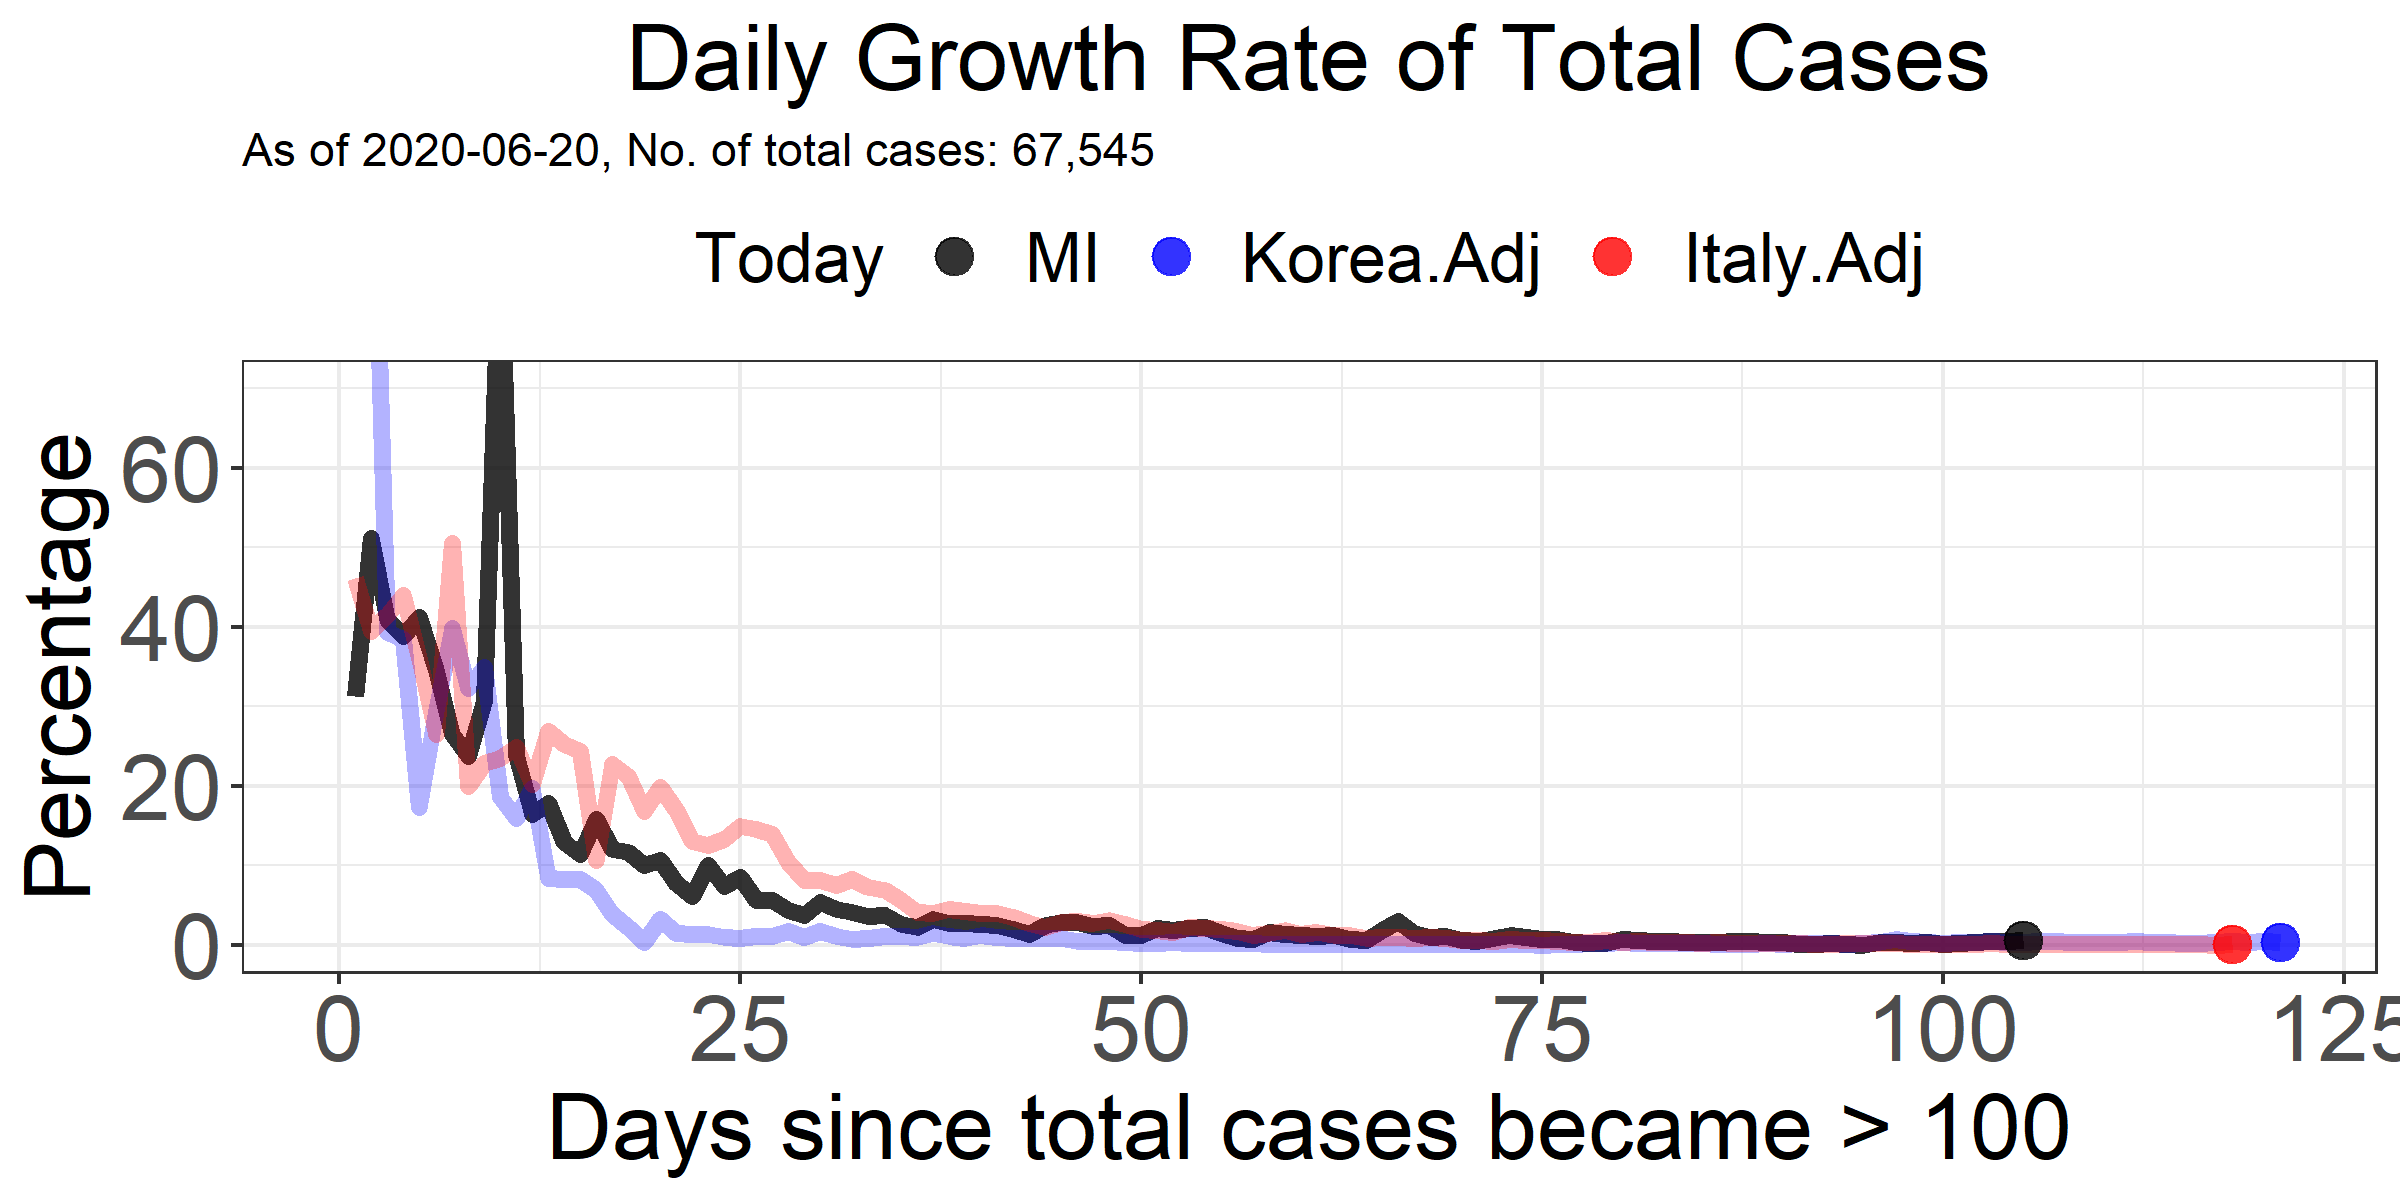 Daily Growth Rate of Total Cases
As of 2020-06-20, No. of total cases: 67,545
Today MI Korea.Adj Italy.Adj
Percentage
60
40
20
0
0 25 50 75 100 125
Days since total cases became > 100